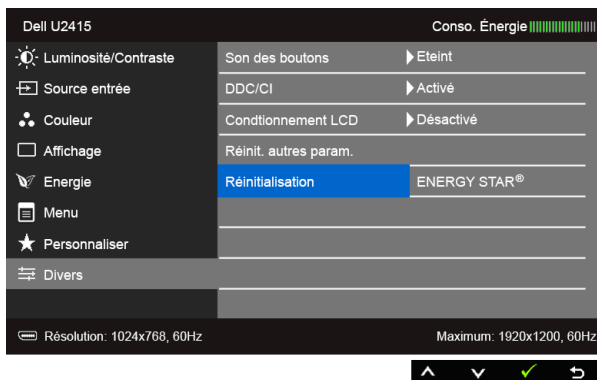 Dell U2415 Conso. Énergie
Luminosité/Contraste Son des boutons Eteint
Source entrée DDC/CI Activé
Couleur Condtionnement LCD Désactivé
Affichage Réinit. autres param.
Energie Réinitialisation ENERGY STAR®
Menu
Personnaliser
Divers
Résolution: 1024x768, 60Hz Maximum: 1920x1200, 60Hz